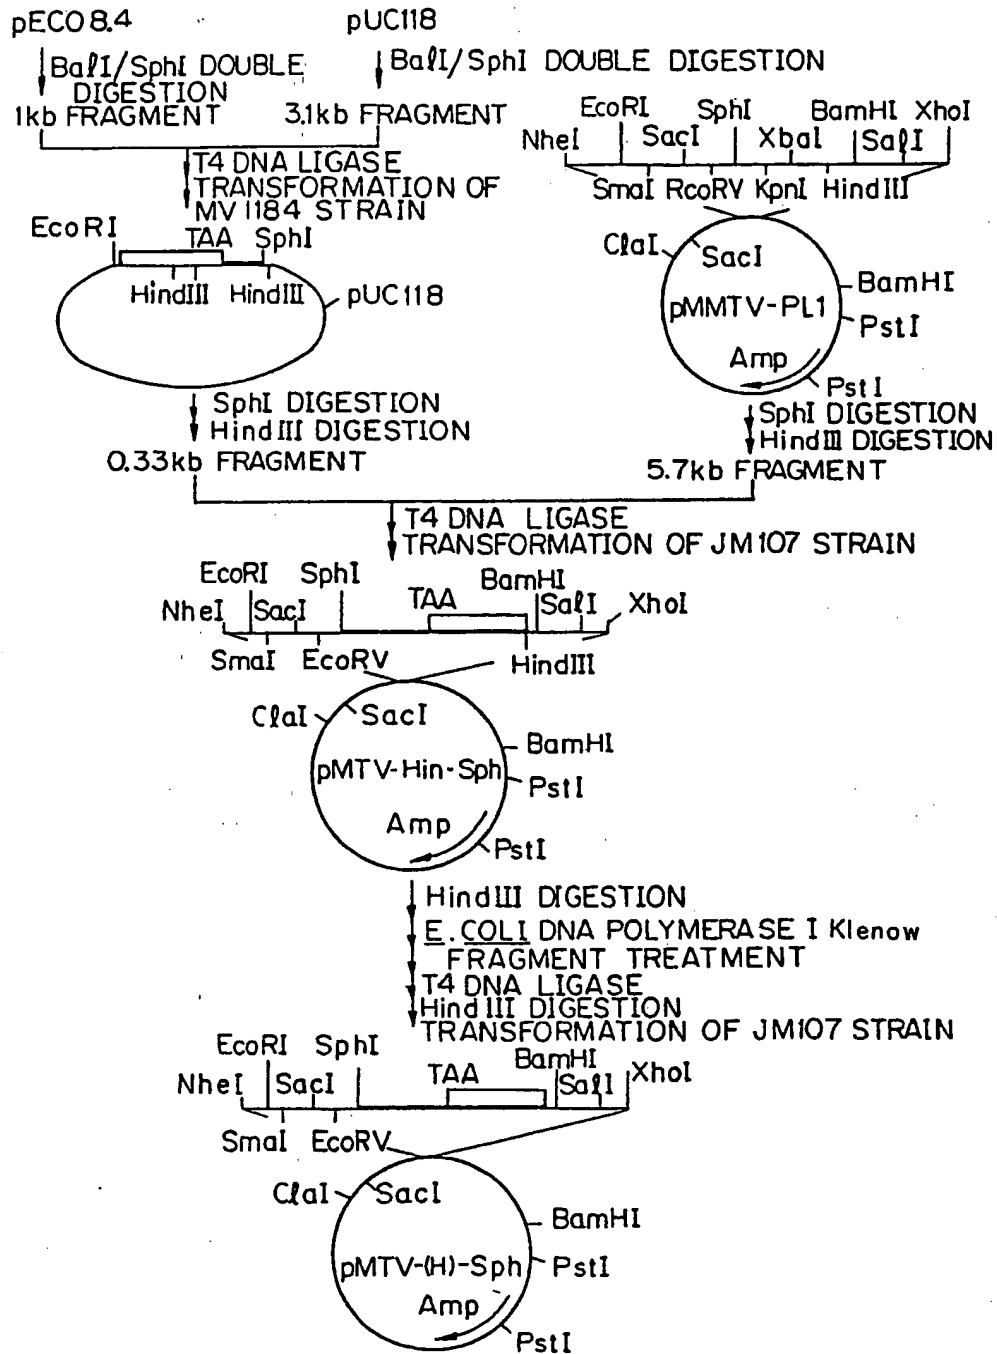 pECO8.4
pUC118
BalI/SphI DOUBLE
DIGESTION
1kb FRAGMENT
BalI/SphI DOUBLE DIGESTION
3.1kb FRAGMENT
T4 DNA LIGASE
TRANSFORMATION OF
MV1184 STRAIN
EcoRI
TAA
SphI
HindIII
HindIII
pUC118
SphI DIGESTION
HindIII DIGESTION
0.33kb FRAGMENT
EcoRI
SphI
BamHI
XhoI
NheI
SacI
XbaI
SalI
SmaI
RcoRV
KpnI
HindIII
ClaI
SacI
BamHI
pMMTV-PL1
PstI
Amp
PstI
SphI DIGESTION
HindIII DIGESTION
5.7kb FRAGMENT
T4 DNA LIGASE
TRANSFORMATION OF JM107 STRAIN
EcoRI
SphI
BamHI
NheI
SacI
TAA
SalI
XhoI
SmaI
EcoRV
HindIII
ClaI
SacI
BamHI
pMTV-Hin-Sph
PstI
Amp
PstI
HindIII DIGESTION
E.COLI DNA POLYMERASE I Klenow
FRAGMENT TREATMENT
T4 DNA LIGASE
HindIII DIGESTION
TRANSFORMATION OF JM107 STRAIN
EcoRI
SphI
BamHI
NheI
SacI
TAA
SalI
XhoI
SmaI
EcoRV
ClaI
SacI
BamHI
pMTV-(H)-Sph
PstI
Amp
PstI